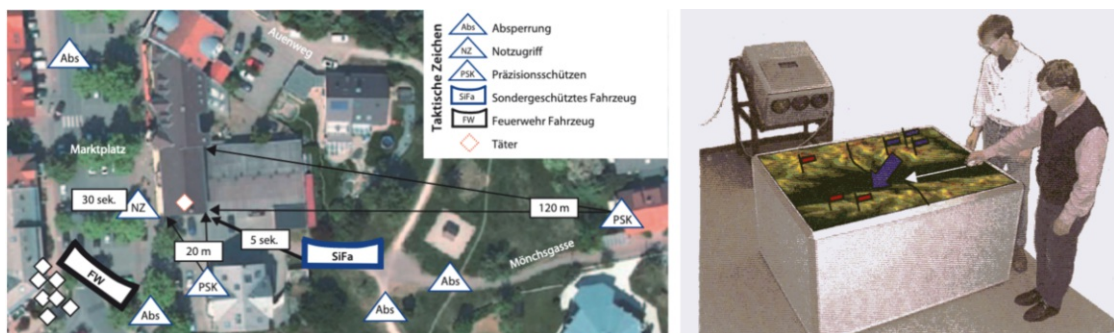 Auenweg
Abs
Marktplatz
30 sek.
NZ
20 m
5 sek.
120 m
PSK
SiFa
Mönchsgasse
FW
PSK
Abs
Abs
Abs
Taktische Zeichen
Abs Absperrung
NZ Notzugriff
PSK Präzisionsschützen
SiFa Sondergeschütztes Fahrzeug
FW Feuerwehr Fahrzeug
Täter